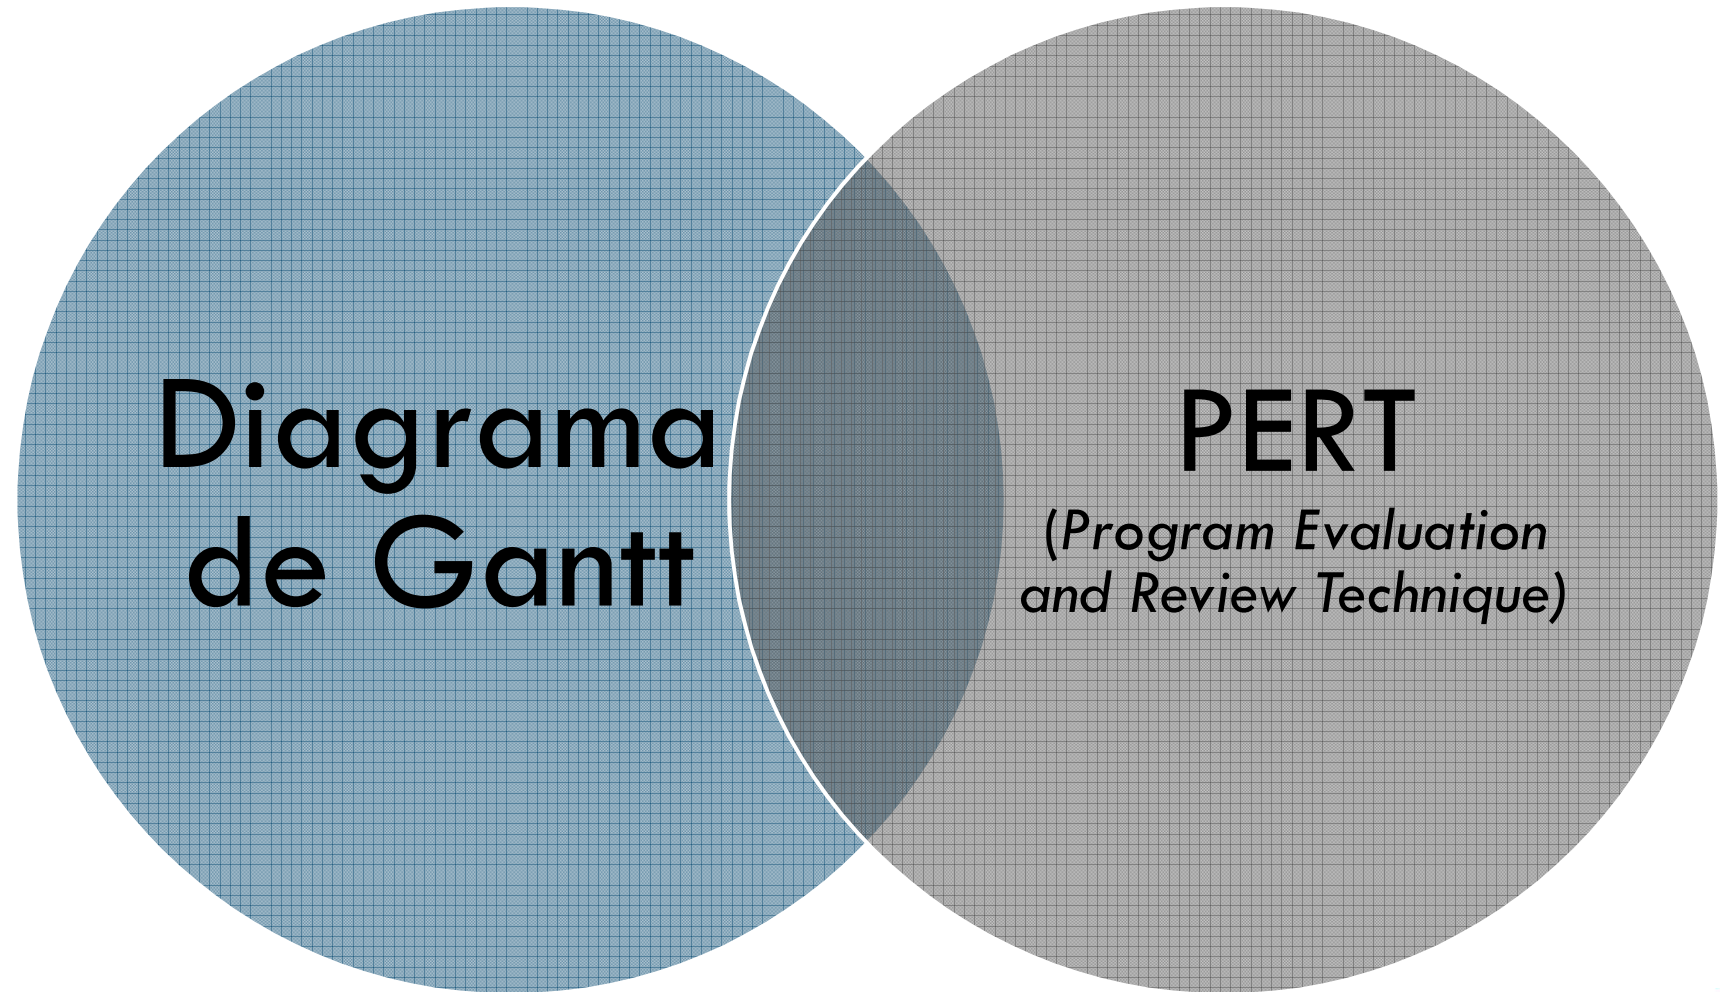 Diagrama
de Gantt
PERT
(Program Evaluation
and Review Technique)